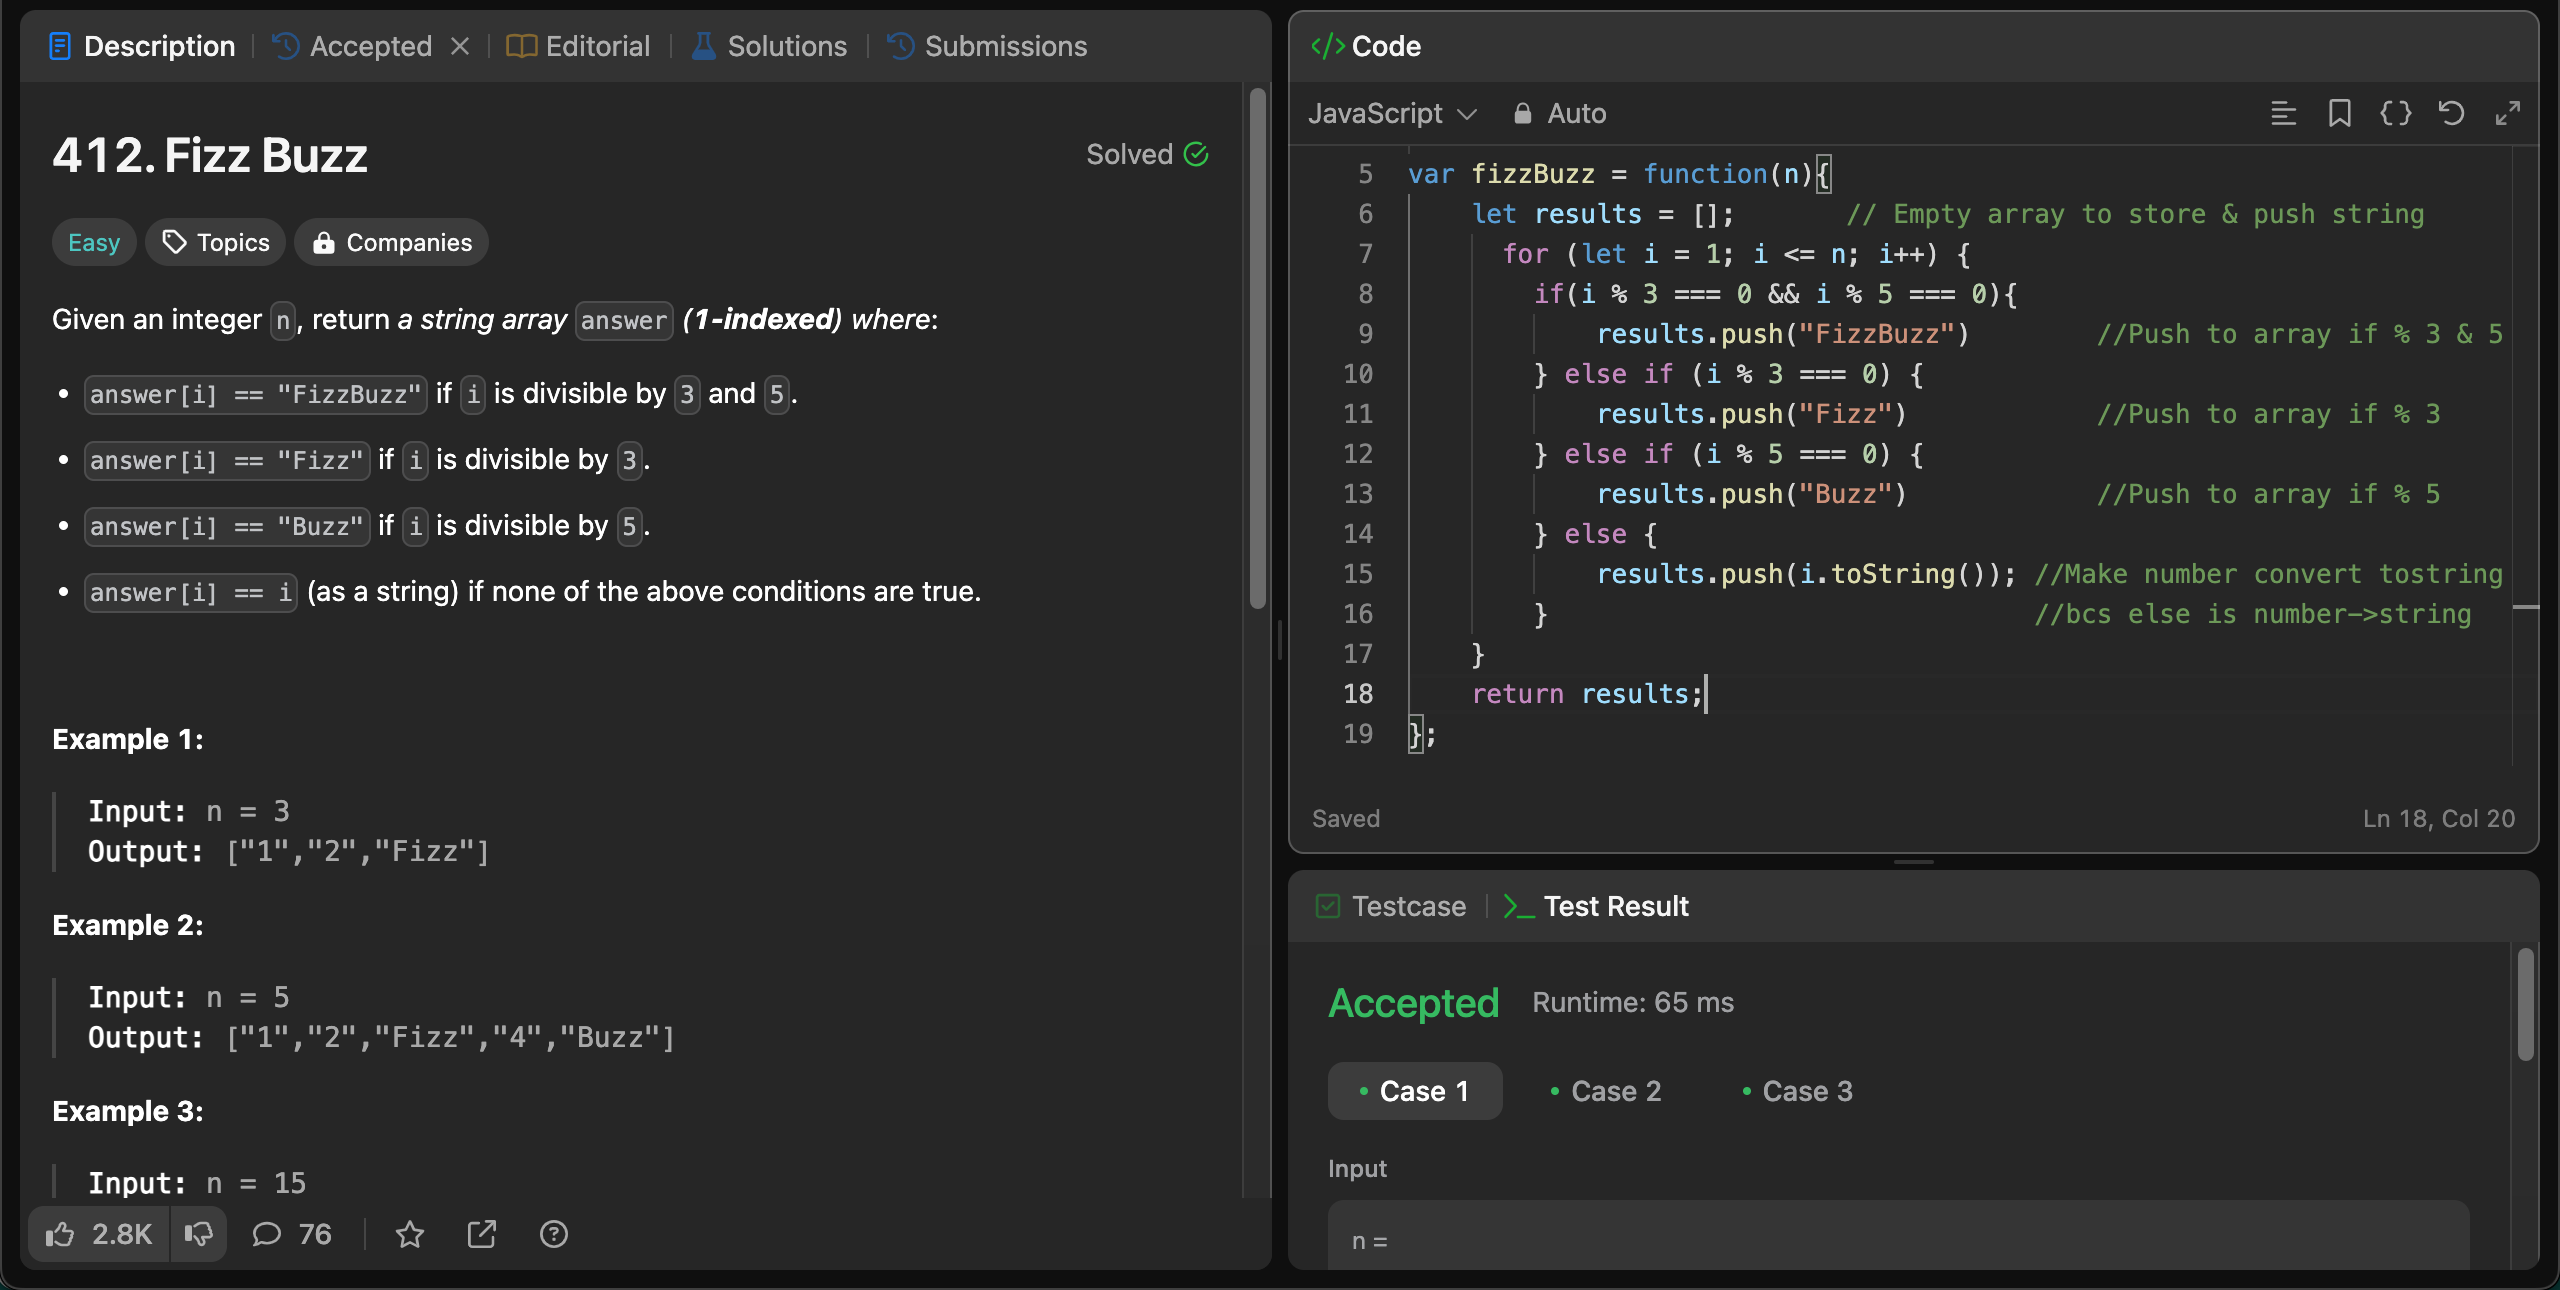 Description
Accepted
Editorial
Solutions
Submissions
412. Fizz Buzz
Solved
Easy
Topics
Companies
Given an integer n, return a string array answer (1-indexed) where:
• answer[i] == "FizzBuzz" if i is divisible by 3 and 5.
• answer[i] == "Fizz" if i is divisible by 3.
• answer[i] == "Buzz" if i is divisible by 5.
• answer[i] == i (as a string) if none of the above conditions are true.
Example 1:
Input: n = 3
Output: ["1","2","Fizz"]
Example 2:
Input: n = 5
Output: ["1","2","Fizz","4","Buzz"]
Example 3:
Input: n = 15
2.8K
76
</> Code
JavaScript
Auto
5 var fizzBuzz = function(n){
6 let results = []; // Empty array to store & push string
7 for (let i = 1; i <= n; i++) {
8 if(i % 3 === 0 && i % 5 === 0){
9 results.push("FizzBuzz") //Push to array if % 3 & 5
10 } else if (i % 3 === 0) {
11 results.push("Fizz") //Push to array if % 3
12 } else if (i % 5 === 0) {
13 results.push("Buzz") //Push to array if % 5
14 } else {
15 results.push(i.toString()); //Make number convert tostring
16 } //bcs else is number->string
17 }
18 return results;
19 };
Saved
Ln 18, Col 20
Testcase
Test Result
Accepted
Runtime: 65 ms
• Case 1
• Case 2
• Case 3
Input
n =